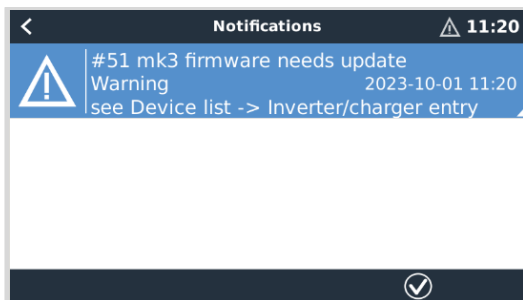 Notifications 11:20
#51 mk3 firmware needs update
Warning 2023-10-01 11:20
see Device list -> Inverter/charger entry